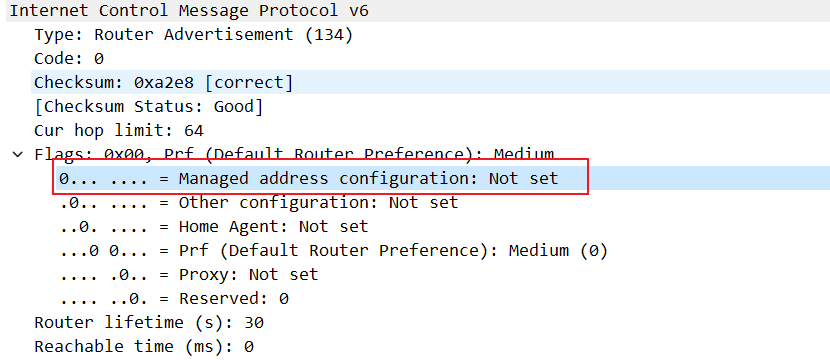 Internet Control Message Protocol v6
Type: Router Advertisement (134)
Code: 0
Checksum: 0xa2e8 [correct]
[Checksum Status: Good]
Cur hop limit: 64
Flags: 0x00, Prf (Default Router Preference): Medium
0... .... = Managed address configuration: Not set
.0.. .... = Other configuration: Not set
..0. .... = Home Agent: Not set
...0 0... = Prf (Default Router Preference): Medium (0)
.... .0.. = Proxy: Not set
.... ..0. = Reserved: 0
Router lifetime (s): 30
Reachable time (ms): 0